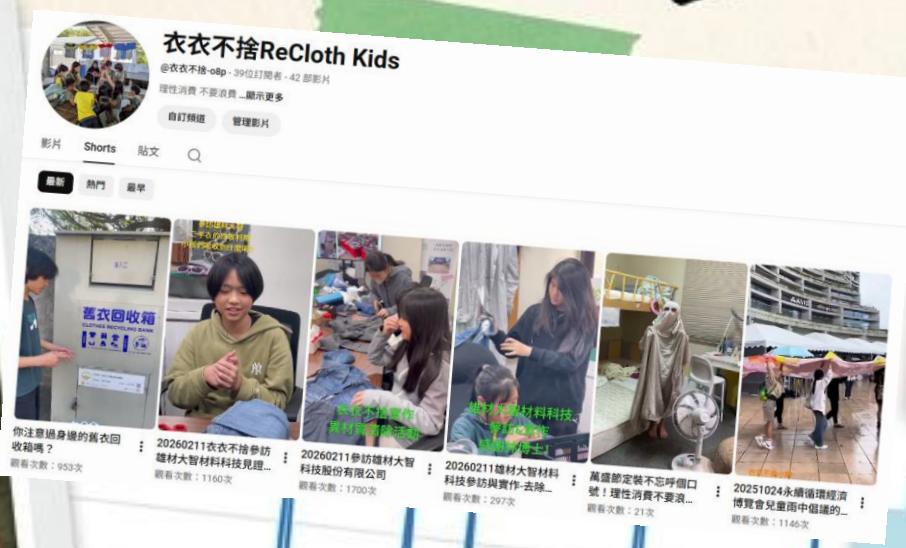 衣衣不捨ReCloth Kids
@衣衣不捨-o8p・39位訂閱者・42 部影片
理性消費 不要浪費 ...顯示更多
自訂頻道
管理影片
影片
Shorts
貼文
最新
熱門
最早
舊衣回收箱
CLOTHES RECYCLING BANK
你注意過身邊的舊衣回
收箱嗎？
觀看次數：953次
20260211衣衣不捨參訪
雄材大智材料科技見證...
觀看次數：1160次
衣衣不捨實作
異材質清除活動
20260211參訪雄材大智
科技股份有限公司
觀看次數：1700次
雄材大智材料科技
20260211雄材大智材料
科技參訪與實作-去除...
觀看次數：297次
萬盛節定裝不忘呼個口
號！理性消費不要浪...
觀看次數：21次
20251024永續循環經濟
博覽會兒童雨中倡議的...
觀看次數：1146次